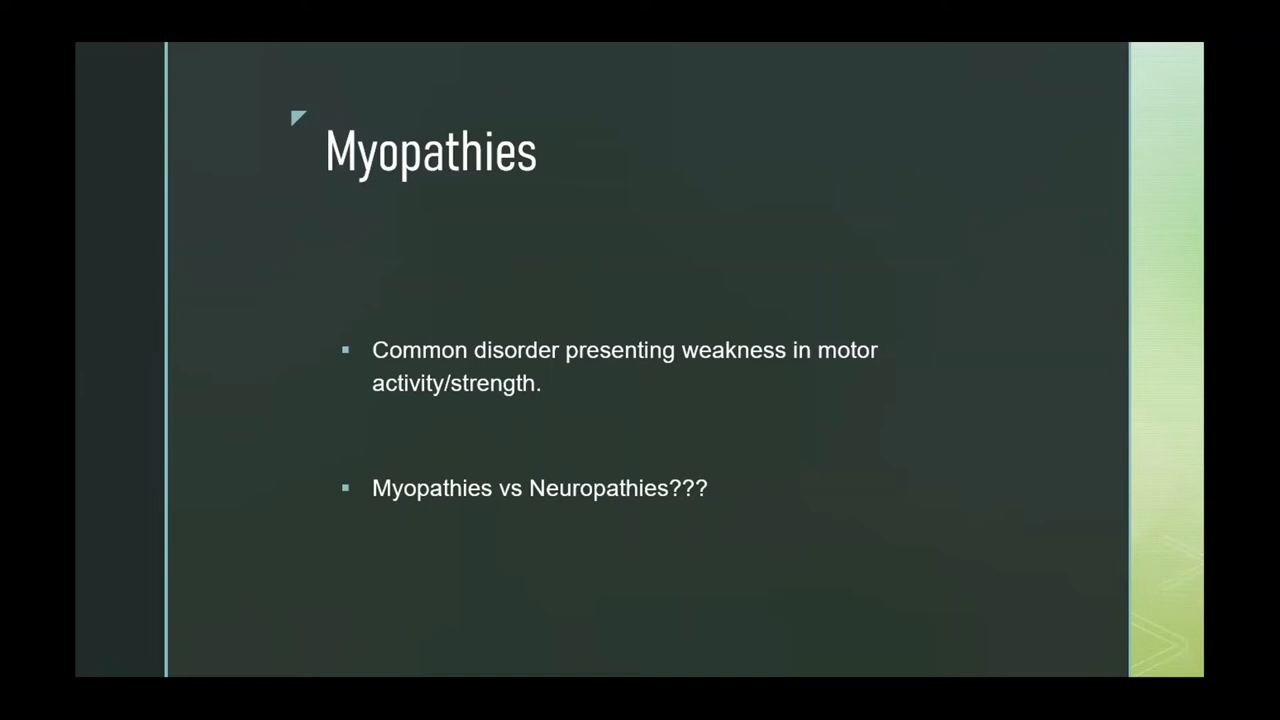 Myopathies
Common disorder presenting weakness in motor
activity/strength.
Myopathies vs Neuropathies???